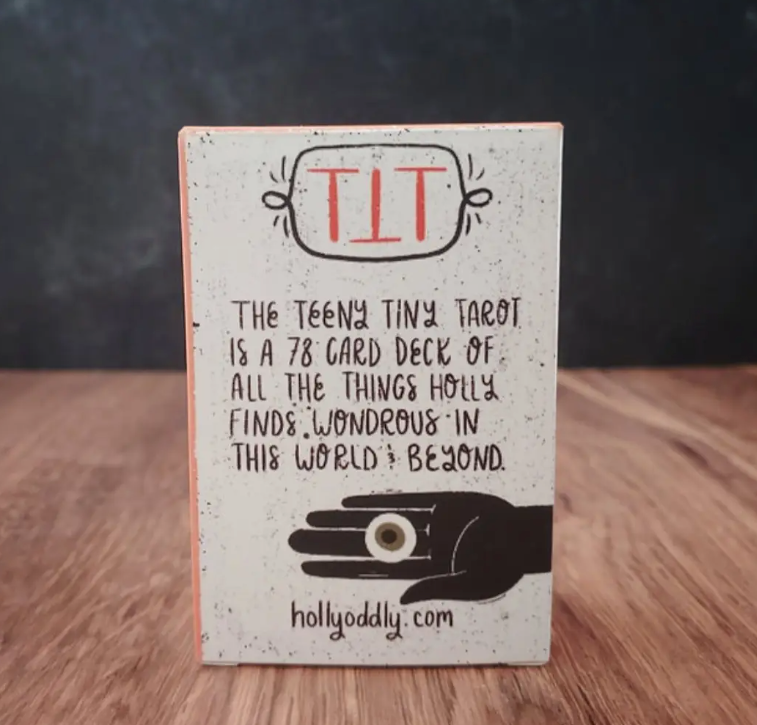 TIT
THE TEENY TINY TAROT
IS A 78 CARD DECK OF
ALL THE THINGS HOLLY
FINDS WONDROUS IN
THIS WORLD & BEYOND.
hollyoddly.com